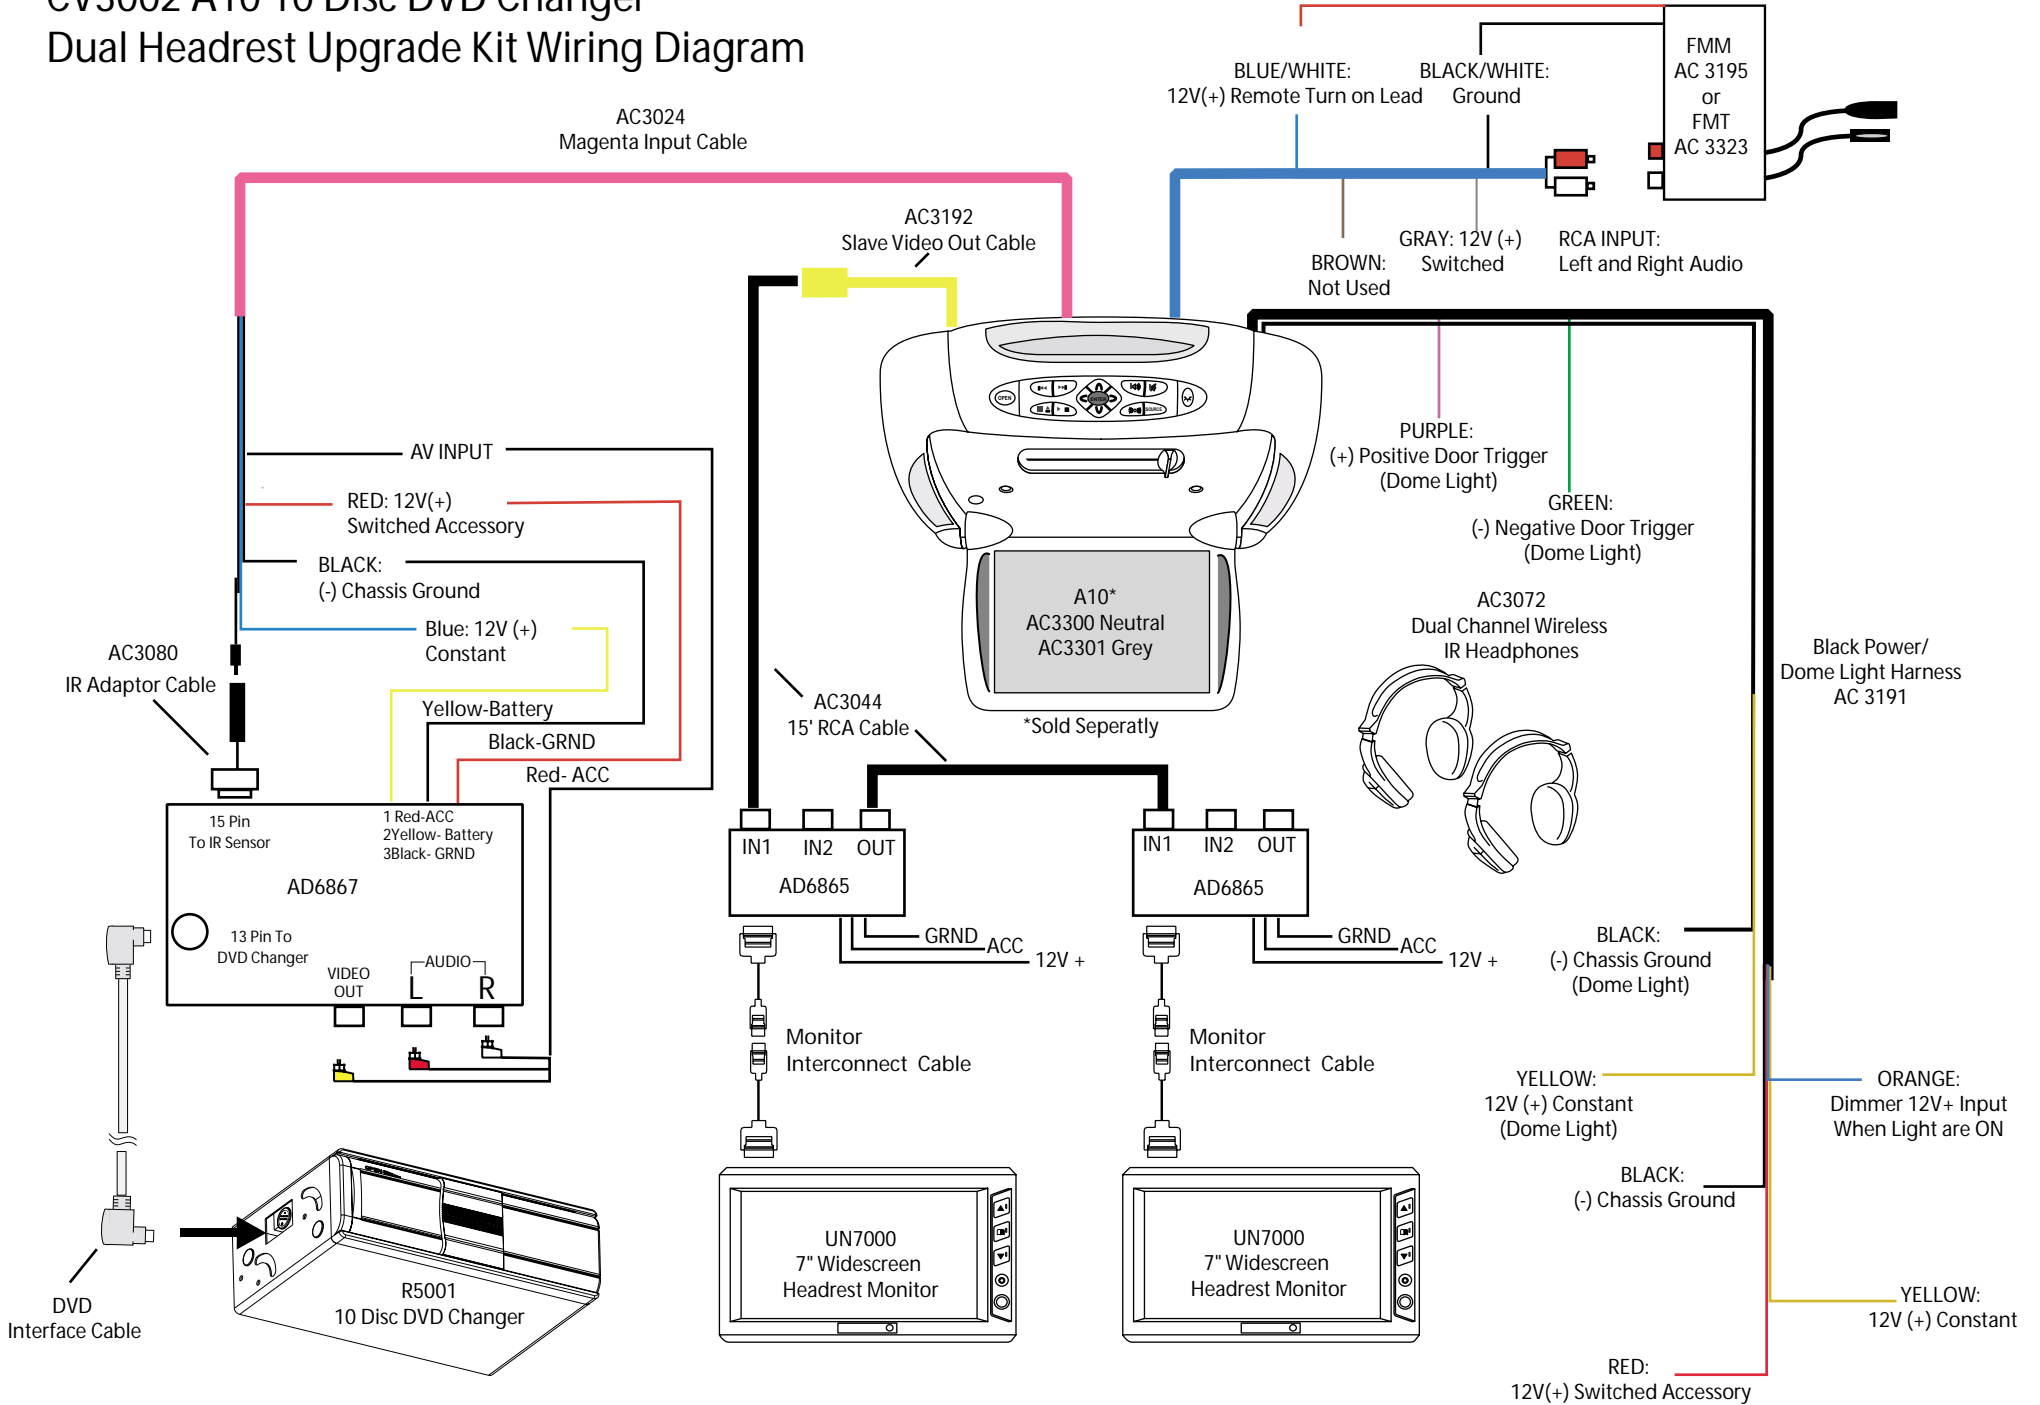 CV3002 A10 10 Disc DVD Changer
Dual Headrest Upgrade Kit Wiring Diagram
AC3024
Magenta Input Cable
AC3192
Slave Video Out Cable
BLUE/WHITE:
12V(+) Remote Turn on Lead
BLACK/WHITE:
Ground
FMM
AC 3195
or
FMT
AC 3323
BROWN:
Not Used
GRAY: 12V (+)
Switched
RCA INPUT:
Left and Right Audio
OPEN
ENTER
SOURCE
PURPLE:
(+) Positive Door Trigger
(Dome Light)
GREEN:
(-) Negative Door Trigger
(Dome Light)
AV INPUT
RED: 12V(+)
Switched Accessory
BLACK:
(-) Chassis Ground
Blue: 12V (+)
Constant
AC3080
IR Adaptor Cable
Yellow-Battery
Black-GRND
Red- ACC
A10*
AC3300 Neutral
AC3301 Grey
*Sold Seperatly
AC3044
15' RCA Cable
AC3072
Dual Channel Wireless
IR Headphones
Black Power/
Dome Light Harness
AC 3191
15 Pin
To IR Sensor
1 Red-ACC
2Yellow- Battery
3Black- GRND
AD6867
13 Pin To
DVD Changer
VIDEO
OUT
AUDIO
L
R
IN1
IN2
OUT
AD6865
GRND
ACC
12V +
IN1
IN2
OUT
AD6865
GRND
ACC
12V +
Monitor
Interconnect Cable
Monitor
Interconnect Cable
BLACK:
(-) Chassis Ground
(Dome Light)
YELLOW:
12V (+) Constant
(Dome Light)
ORANGE:
Dimmer 12V+ Input
When Light are ON
BLACK:
(-) Chassis Ground
YELLOW:
12V (+) Constant
RED:
12V(+) Switched Accessory
UN7000
7" Widescreen
Headrest Monitor
UN7000
7" Widescreen
Headrest Monitor
R5001
10 Disc DVD Changer
DVD
Interface Cable